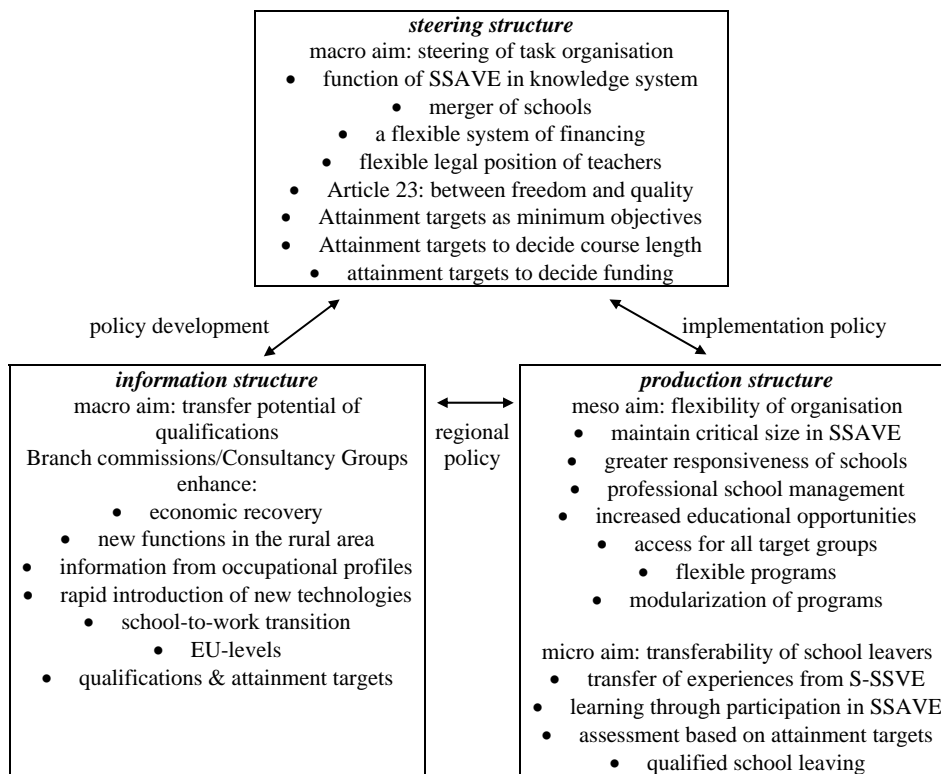 steering structure
macro aim: steering of task organisation
• function of SSAVE in knowledge system
• merger of schools
• a flexible system of financing
• flexible legal position of teachers
• Article 23: between freedom and quality
• Attainment targets as minimum objectives
• Attainment targets to decide course length
• attainment targets to decide funding
policy development
implementation policy
information structure
macro aim: transfer potential of
qualifications
Branch commissions/Consultancy Groups
enhance:
• economic recovery
• new functions in the rural area
• information from occupational profiles
• rapid introduction of new technologies
• school-to-work transition
• EU-levels
• qualifications & attainment targets
regional
policy
production structure
meso aim: flexibility of organisation
• maintain critical size in SSAVE
• greater responsiveness of schools
• professional school management
• increased educational opportunities
• access for all target groups
• flexible programs
• modularization of programs
micro aim: transferability of school leavers
• transfer of experiences from S-SSVE
• learning through participation in SSAVE
• assessment based on attainment targets
• qualified school leaving